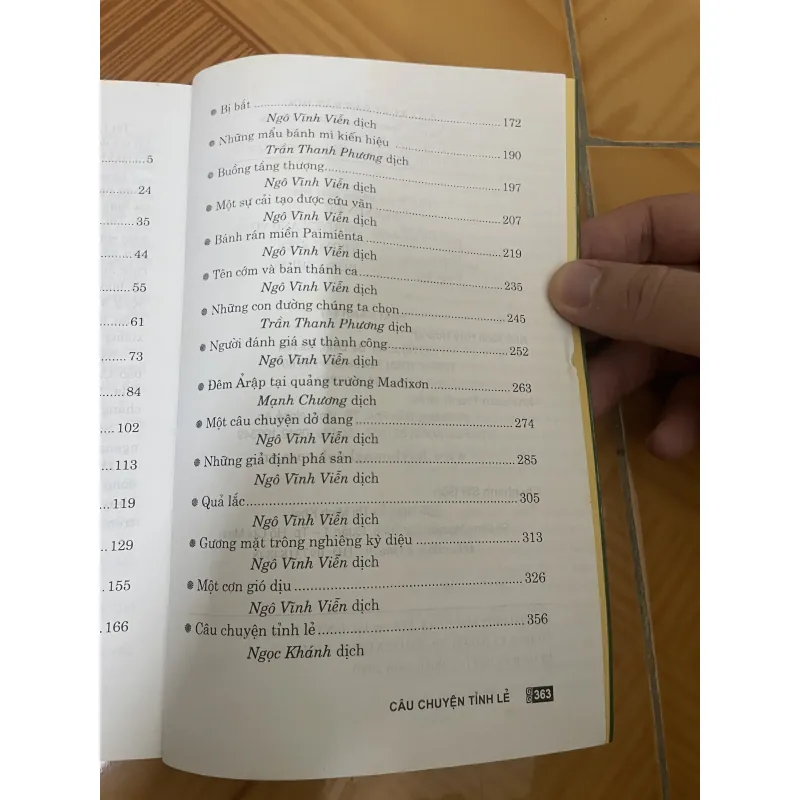 ..............5
..........24
.........35
.........44
.........55
........61
.......73
.......84
.....102
....113
...119
...129
..155
..166
● Bị bắt ........................172
Ngô Vĩnh Viễn dịch
● Những mẩu bánh mì kiến hiệu ........................190
Trần Thanh Phương dịch
● Buồng tầng thượng........................197
Ngô Vĩnh Viễn dịch
● Một sự cải tạo được cứu vãn ........................207
Ngô Vĩnh Viễn dịch
● Bánh rán miền Paimiênta ........................219
Ngô Vĩnh Viễn dịch
● Tên cớm và bản thánh ca........................235
Ngô Vĩnh Viễn dịch
● Những con đường chúng ta chọn ........................245
Trần Thanh Phương dịch
● Người đánh giá sự thành công........................252
Ngô Vĩnh Viễn dịch
● Đêm Ảrập tại quảng trường Mađixơn ........................263
Mạnh Chương dịch
● Một câu chuyện dở dang ........................274
Ngô Vĩnh Viễn dịch
● Những giả định phá sản ........................285
Ngô Vĩnh Viễn dịch
● Quả lắc........................305
Ngô Vĩnh Viễn dịch
● Gương mặt trông nghiêng kỳ diệu ........................313
Ngô Vĩnh Viễn dịch
● Một cơn gió dịu ........................326
Ngô Vĩnh Viễn dịch
● Câu chuyện tỉnh lẻ........................356
Ngọc Khánh dịch
CÂU CHUYỆN TỈNH LẺ 363